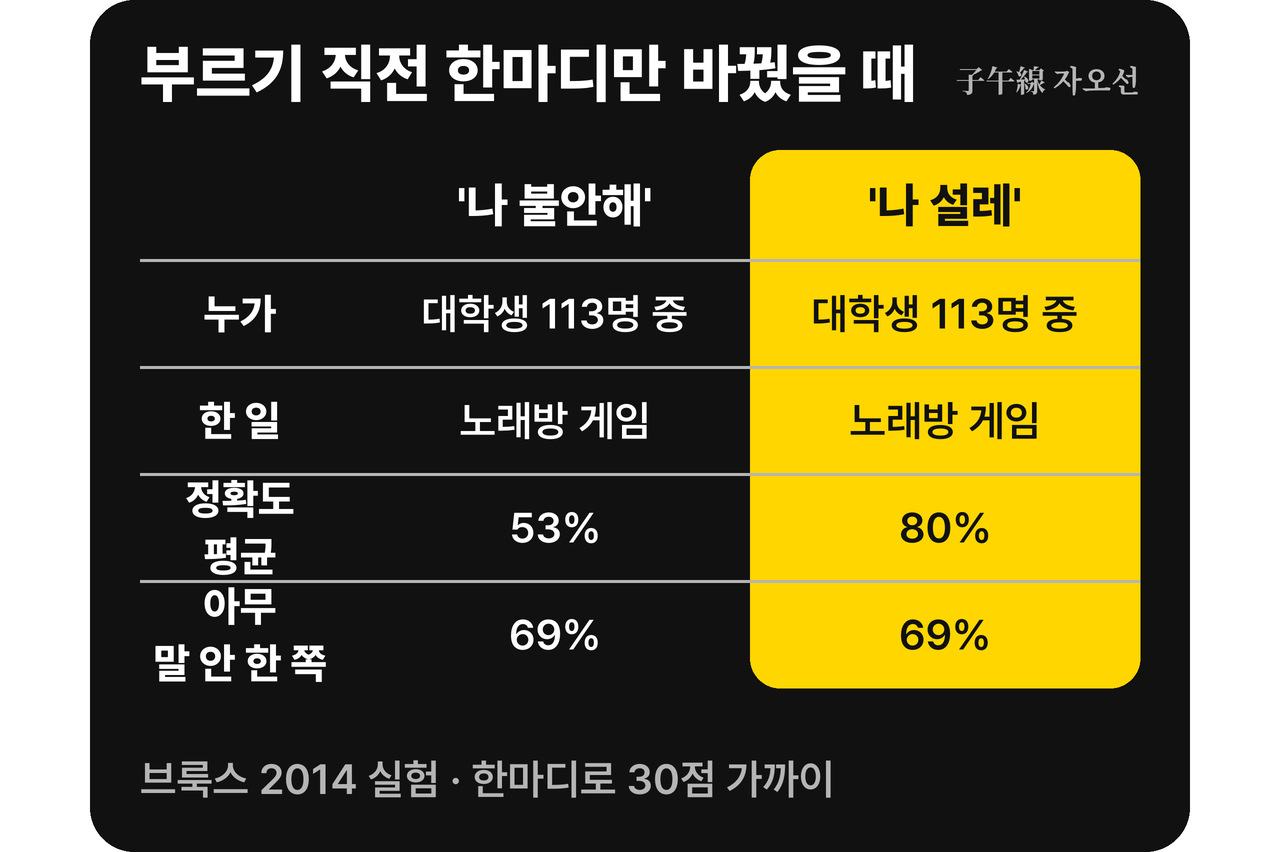 부르기 직전 한마디만 바꿨을 때
子午線 자오선
'나 불안해' '나 설레'
누가 대학생 113명 중 대학생 113명 중
한 일 노래방 게임 노래방 게임
정확도
평균 53% 80%
아무
말 안 한 쪽 69% 69%
브룩스 2014 실험 · 한마디로 30점 가까이